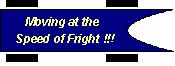 Moving at the
Speed of Fright !!!